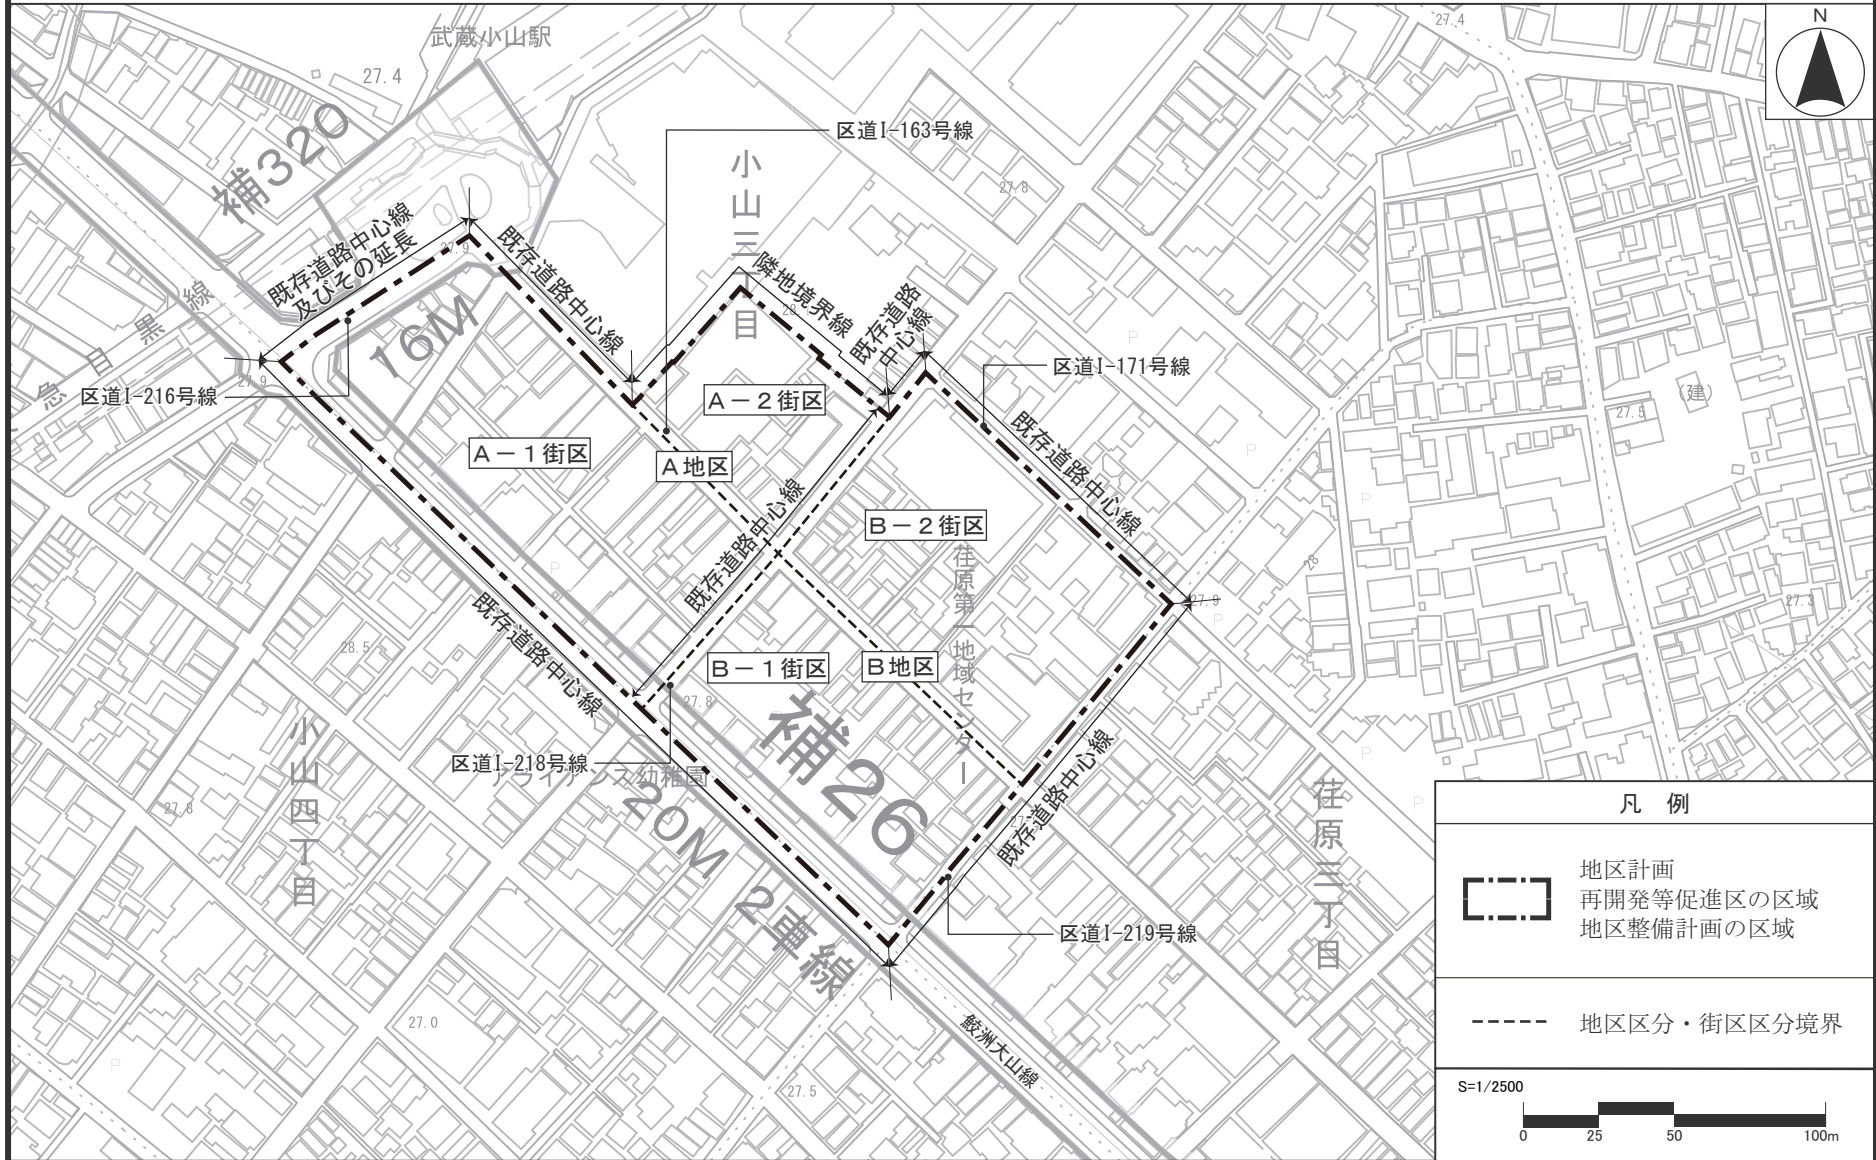 武蔵小山駅
27.4
27.4
N
補320
区道Ⅰ-163号線
小山三丁目
27.8
既存道路中心線
及びその延長
27.9
既存道路中心線
隣地境界線
既存道路
中心線
16M
目黒線
27.9
区道Ⅰ-216号線
区道Ⅰ-171号線
A－2街区
既存道路中心線
(建)
27.5
A－1街区
A地区
P
P
P
P
既存道路中心線
B－2街区
荏原第一地域センター
28
27.9
27.3
P
既存道路中心線
28.5
B－1街区
B地区
27.8
補26
小山四丁目
区道Ⅰ-218号線
幼稚園
既存道路中心線
P
荏原三丁目
27.8
20M 2車線
区道Ⅰ-219号線
27.0
鮫洲大山線
27.5
P
凡 例
地区計画
再開発等促進区の区域
地区整備計画の区域
地区区分・街区区分境界
S=1/2500
0 25 50 100m